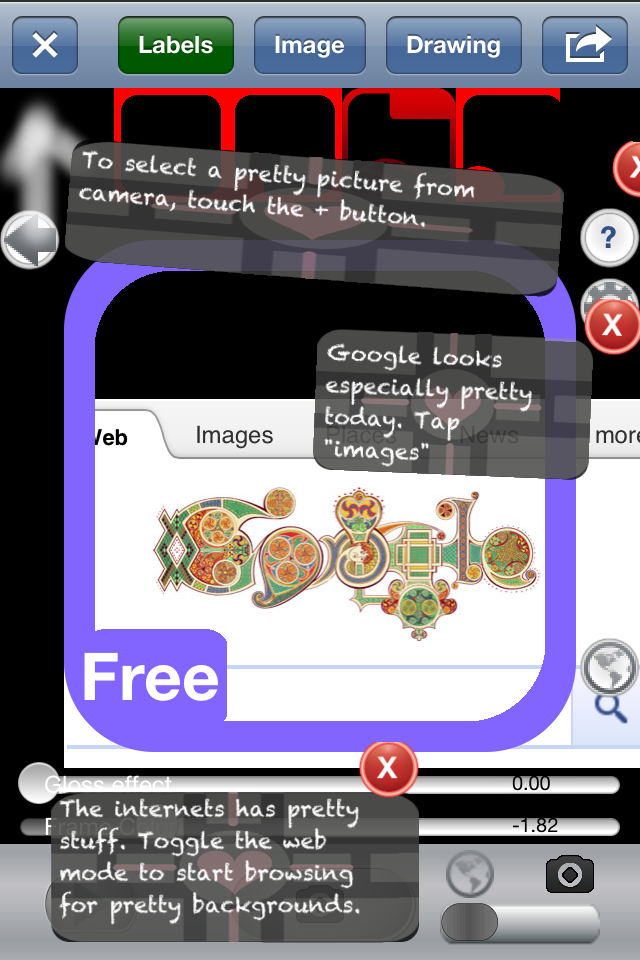 Labels
Image
Drawing
To select a pretty picture from
camera, touch the + button.
X
?
X
Google looks
especially pretty
today. Tap
"images"
Images
Places
News
more
Google
Free
Gloss effect
0.00
X
-1.82
The internets has pretty
stuff. Toggle the web
mode to start browsing
for pretty backgrounds.